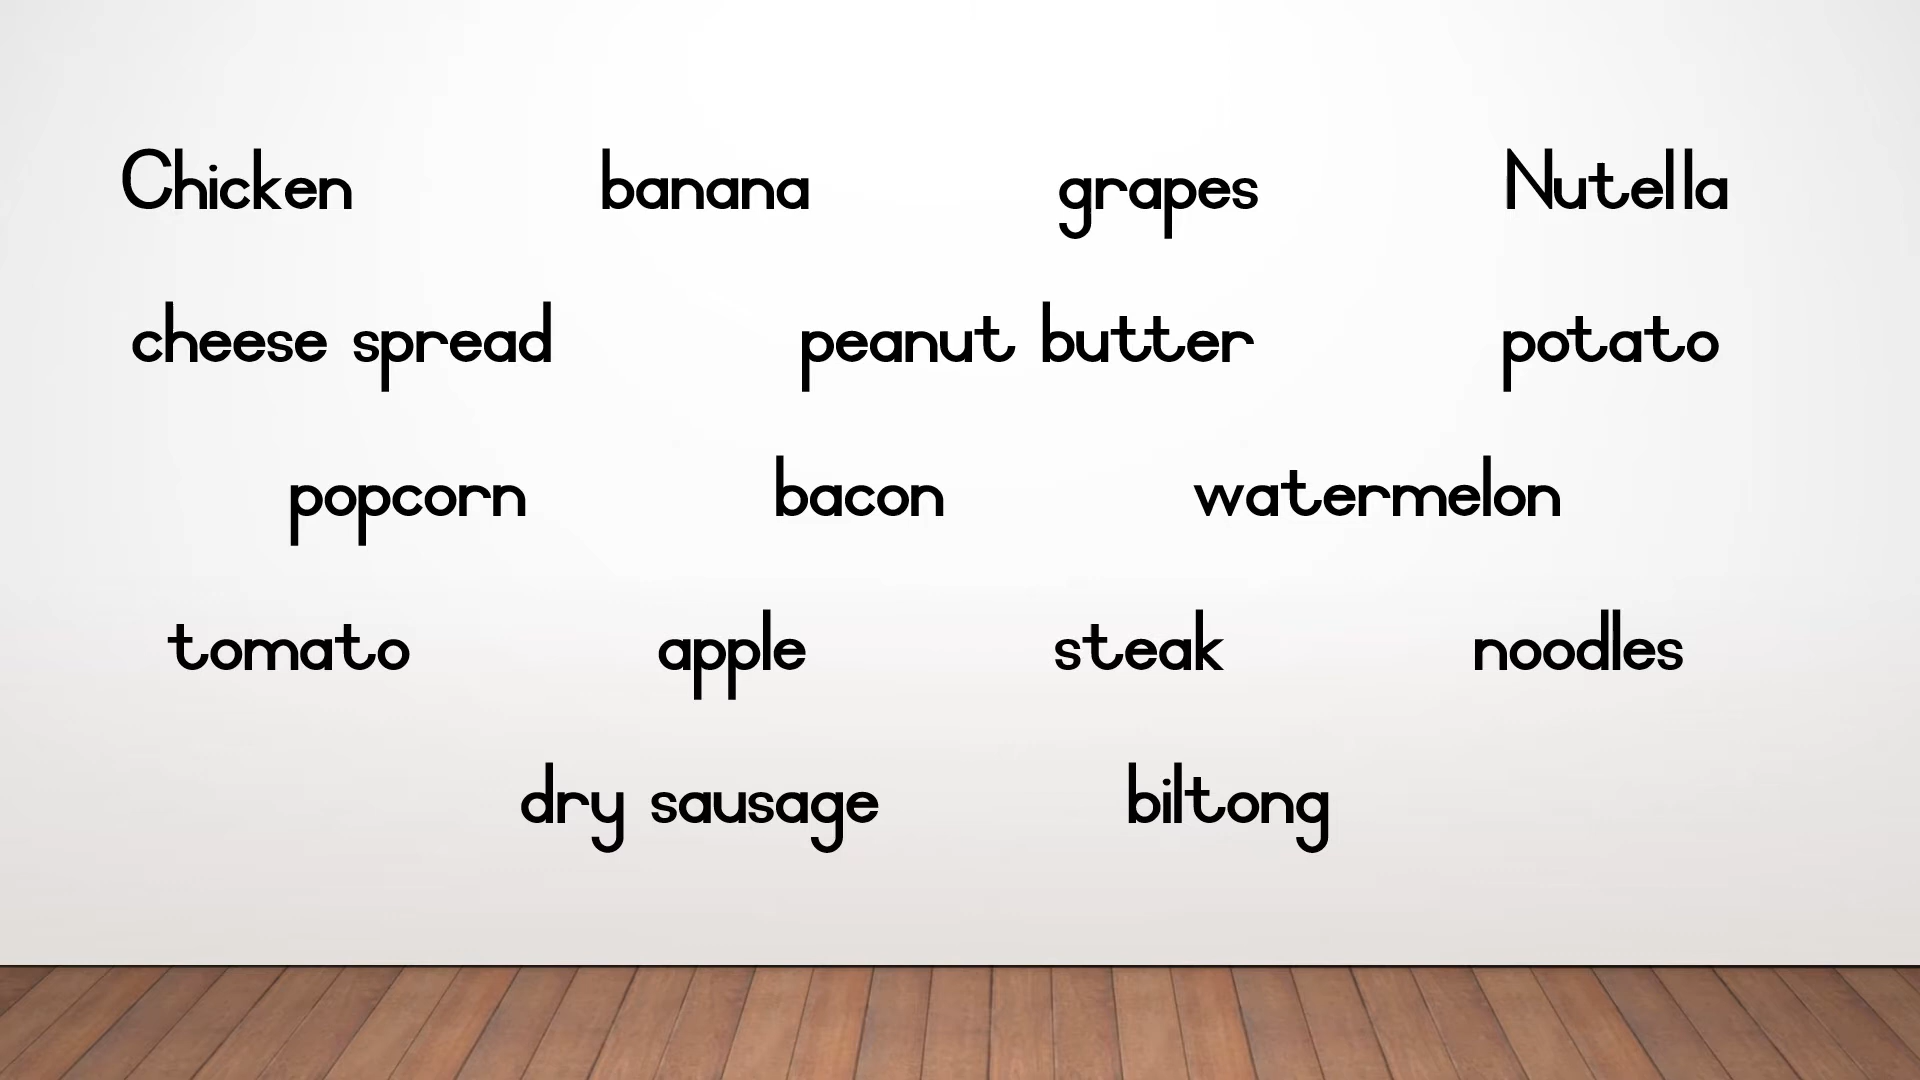 Chicken banana grapes Nutella
cheese spread peanut butter potato
popcorn bacon watermelon
tomato apple steak noodles
dry sausage biltong